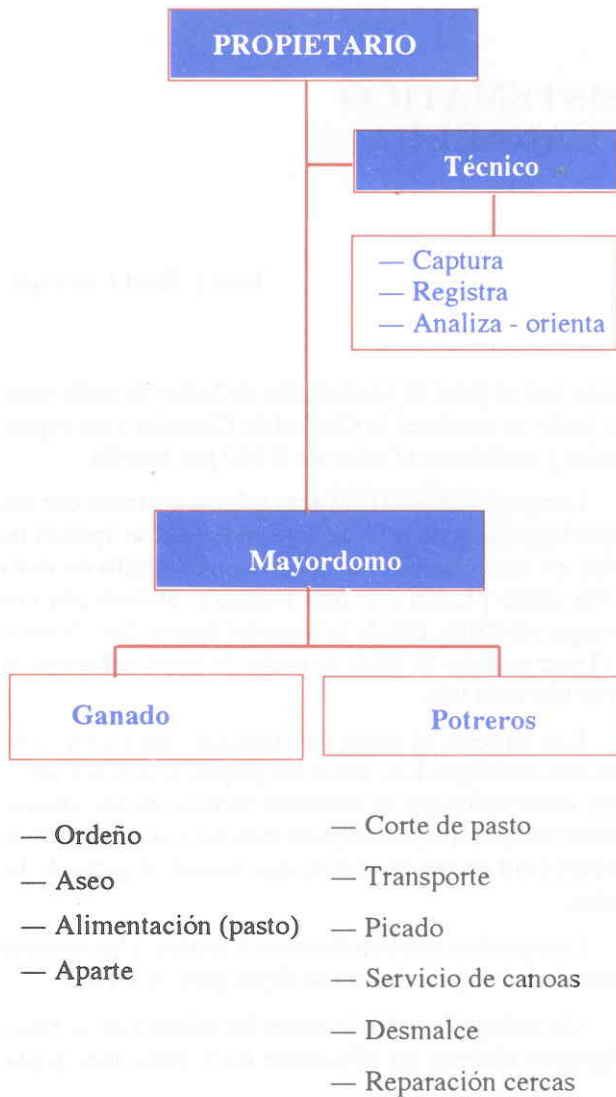 PROPIETARIO
Técnico
— Captura
— Registra
— Analiza - orienta
Mayordomo
Ganado
Potreros
— Ordeño
— Aseo
— Alimentación (pasto)
— Aparte
— Corte de pasto
— Transporte
— Picado
— Servicio de canoas
— Desmalce
— Reparación cercas